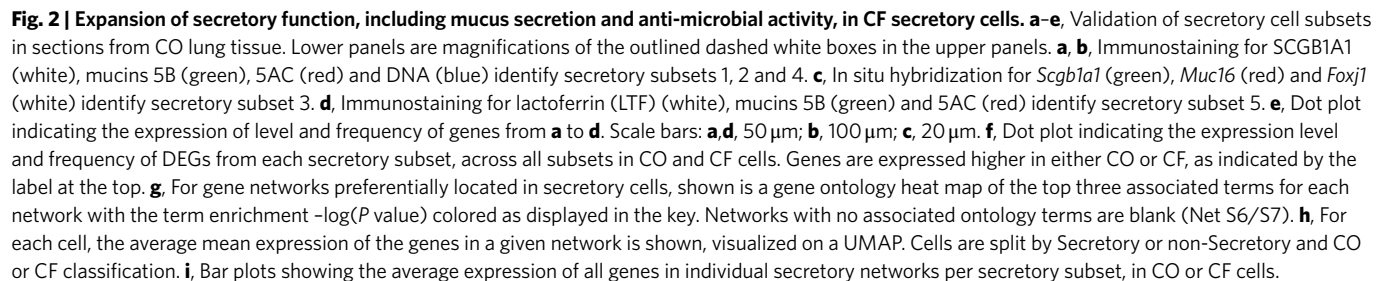 Fig. 2 | Expansion of secretory function, including mucus secretion and anti-microbial activity, in CF secretory cells. a–e, Validation of secretory cell subsets
in sections from CO lung tissue. Lower panels are magnifications of the outlined dashed white boxes in the upper panels. a, b, Immunostaining for SCGB1A1
(white), mucins 5B (green), 5AC (red) and DNA (blue) identify secretory subsets 1, 2 and 4. c, In situ hybridization for Scgb1a1 (green), Muc16 (red) and Foxj1
(white) identify secretory subset 3. d, Immunostaining for lactoferrin (LTF) (white), mucins 5B (green) and 5AC (red) identify secretory subset 5. e, Dot plot
indicating the expression of level and frequency of genes from a to d. Scale bars: a,d, 50 μm; b, 100 μm; c, 20 μm. f, Dot plot indicating the expression level
and frequency of DEGs from each secretory subset, across all subsets in CO and CF cells. Genes are expressed higher in either CO or CF, as indicated by the
label at the top. g, For gene networks preferentially located in secretory cells, shown is a gene ontology heat map of the top three associated terms for each
network with the term enrichment –log(P value) colored as displayed in the key. Networks with no associated ontology terms are blank (Net S6/S7). h, For
each cell, the average mean expression of the genes in a given network is shown, visualized on a UMAP. Cells are split by Secretory or non-Secretory and CO
or CF classification. i, Bar plots showing the average expression of all genes in individual secretory networks per secretory subset, in CO or CF cells.